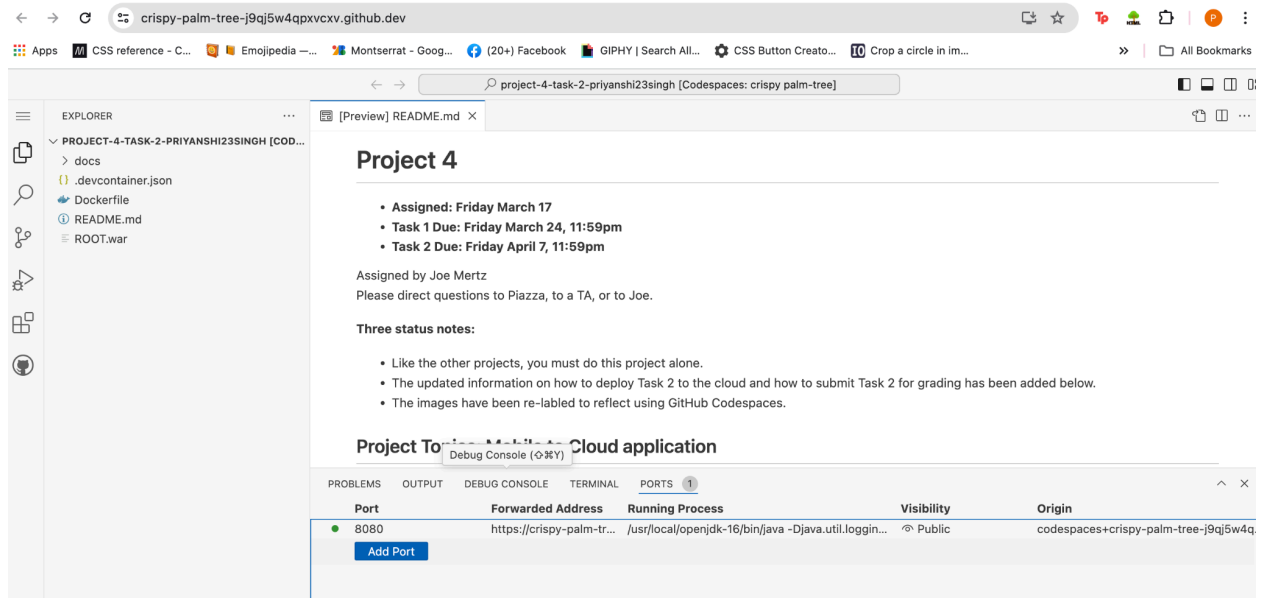 crispy-palm-tree-j9qj5w4qpxvcxv.github.dev
Tp
HTML
P
Apps
CSS reference - C...
Emojipedia —...
Montserrat - Goog...
(20+) Facebook
GIPHY | Search All...
CSS Button Creato...
Crop a circle in im...
»
All Bookmarks
project-4-task-2-priyanshi23singh [Codespaces: crispy palm-tree]
EXPLORER
PROJECT-4-TASK-2-PRIYANSHI23SINGH [COD...
docs
.devcontainer.json
Dockerfile
README.md
ROOT.war
[Preview] README.md
Project 4
• Assigned: Friday March 17
• Task 1 Due: Friday March 24, 11:59pm
• Task 2 Due: Friday April 7, 11:59pm
Assigned by Joe Mertz
Please direct questions to Piazza, to a TA, or to Joe.
Three status notes:
• Like the other projects, you must do this project alone.
• The updated information on how to deploy Task 2 to the cloud and how to submit Task 2 for grading has been added below.
• The images have been re-labled to reflect using GitHub Codespaces.
Project Cloud application
Debug Console (⇧⌘Y)
PROBLEMS OUTPUT DEBUG CONSOLE TERMINAL PORTS 1
Port Forwarded Address Running Process Visibility Origin
8080 https://crispy-palm-tr... /usr/local/openjdk-16/bin/java -Djava.util.loggin... Public codespaces+crispy-palm-tree-j9qj5w4q.
Add Port